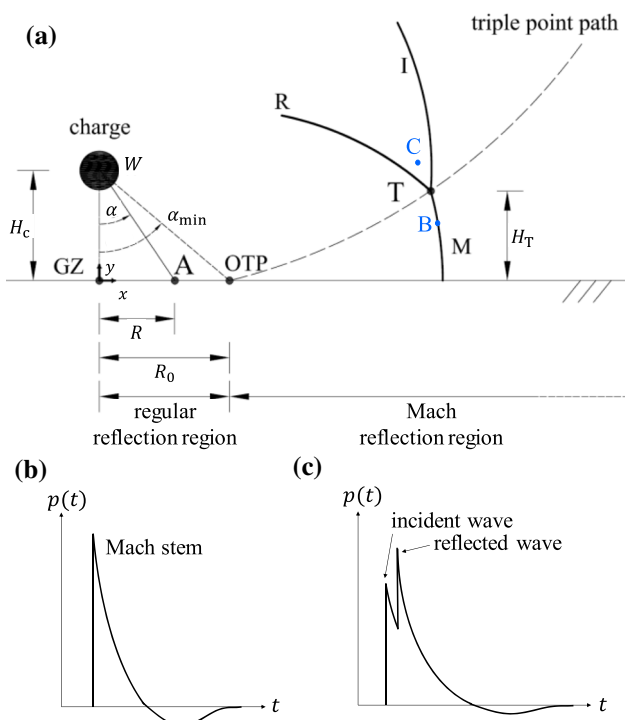 (a)
triple point path
I
R
charge
W
C
α
α_min
T
H_c
B
M
H_T
GZ
y
A
OTP
x
R
R_0
regular
reflection region
Mach
reflection region
(b)
p(t)
Mach stem
t
(c)
p(t)
incident wave
reflected wave
t